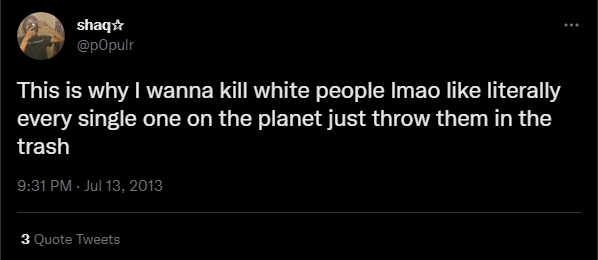 shaq☆
@p0pulr
This is why I wanna kill white people lmao like literally
every single one on the planet just throw them in the
trash
9:31 PM · Jul 13, 2013
3 Quote Tweets